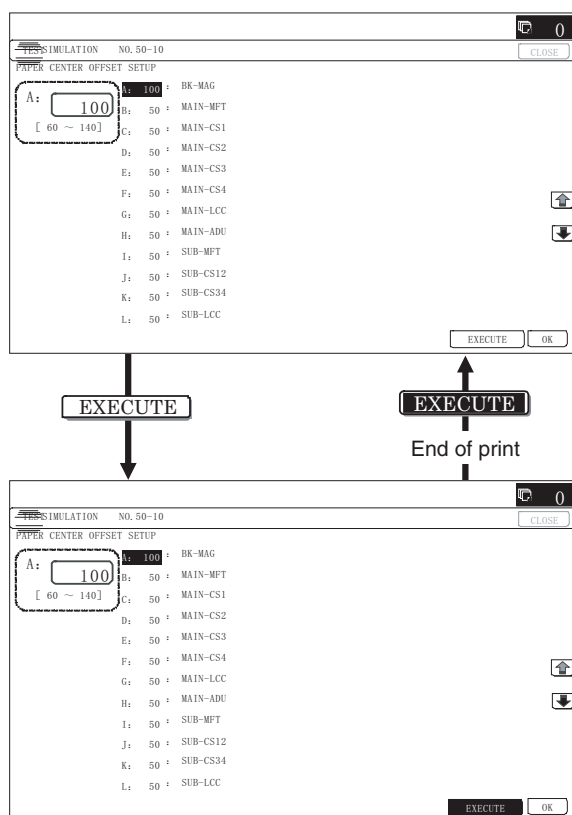 0
TEST SIMULATION NO. 50-10
CLOSE
PAPER CENTER OFFSET SETUP
A: 100
[ 60 ~ 140]
A: 100 : BK-MAG
B: 50 : MAIN-MFT
C: 50 : MAIN-CS1
D: 50 : MAIN-CS2
E: 50 : MAIN-CS3
F: 50 : MAIN-CS4
G: 50 : MAIN-LCC
H: 50 : MAIN-ADU
I: 50 : SUB-MFT
J: 50 : SUB-CS12
K: 50 : SUB-CS34
L: 50 : SUB-LCC
EXECUTE OK
EXECUTE
EXECUTE
End of print
0
TEST SIMULATION NO. 50-10
CLOSE
PAPER CENTER OFFSET SETUP
A: 100
[ 60 ~ 140]
A: 100 : BK-MAG
B: 50 : MAIN-MFT
C: 50 : MAIN-CS1
D: 50 : MAIN-CS2
E: 50 : MAIN-CS3
F: 50 : MAIN-CS4
G: 50 : MAIN-LCC
H: 50 : MAIN-ADU
I: 50 : SUB-MFT
J: 50 : SUB-CS12
K: 50 : SUB-CS34
L: 50 : SUB-LCC
EXECUTE OK